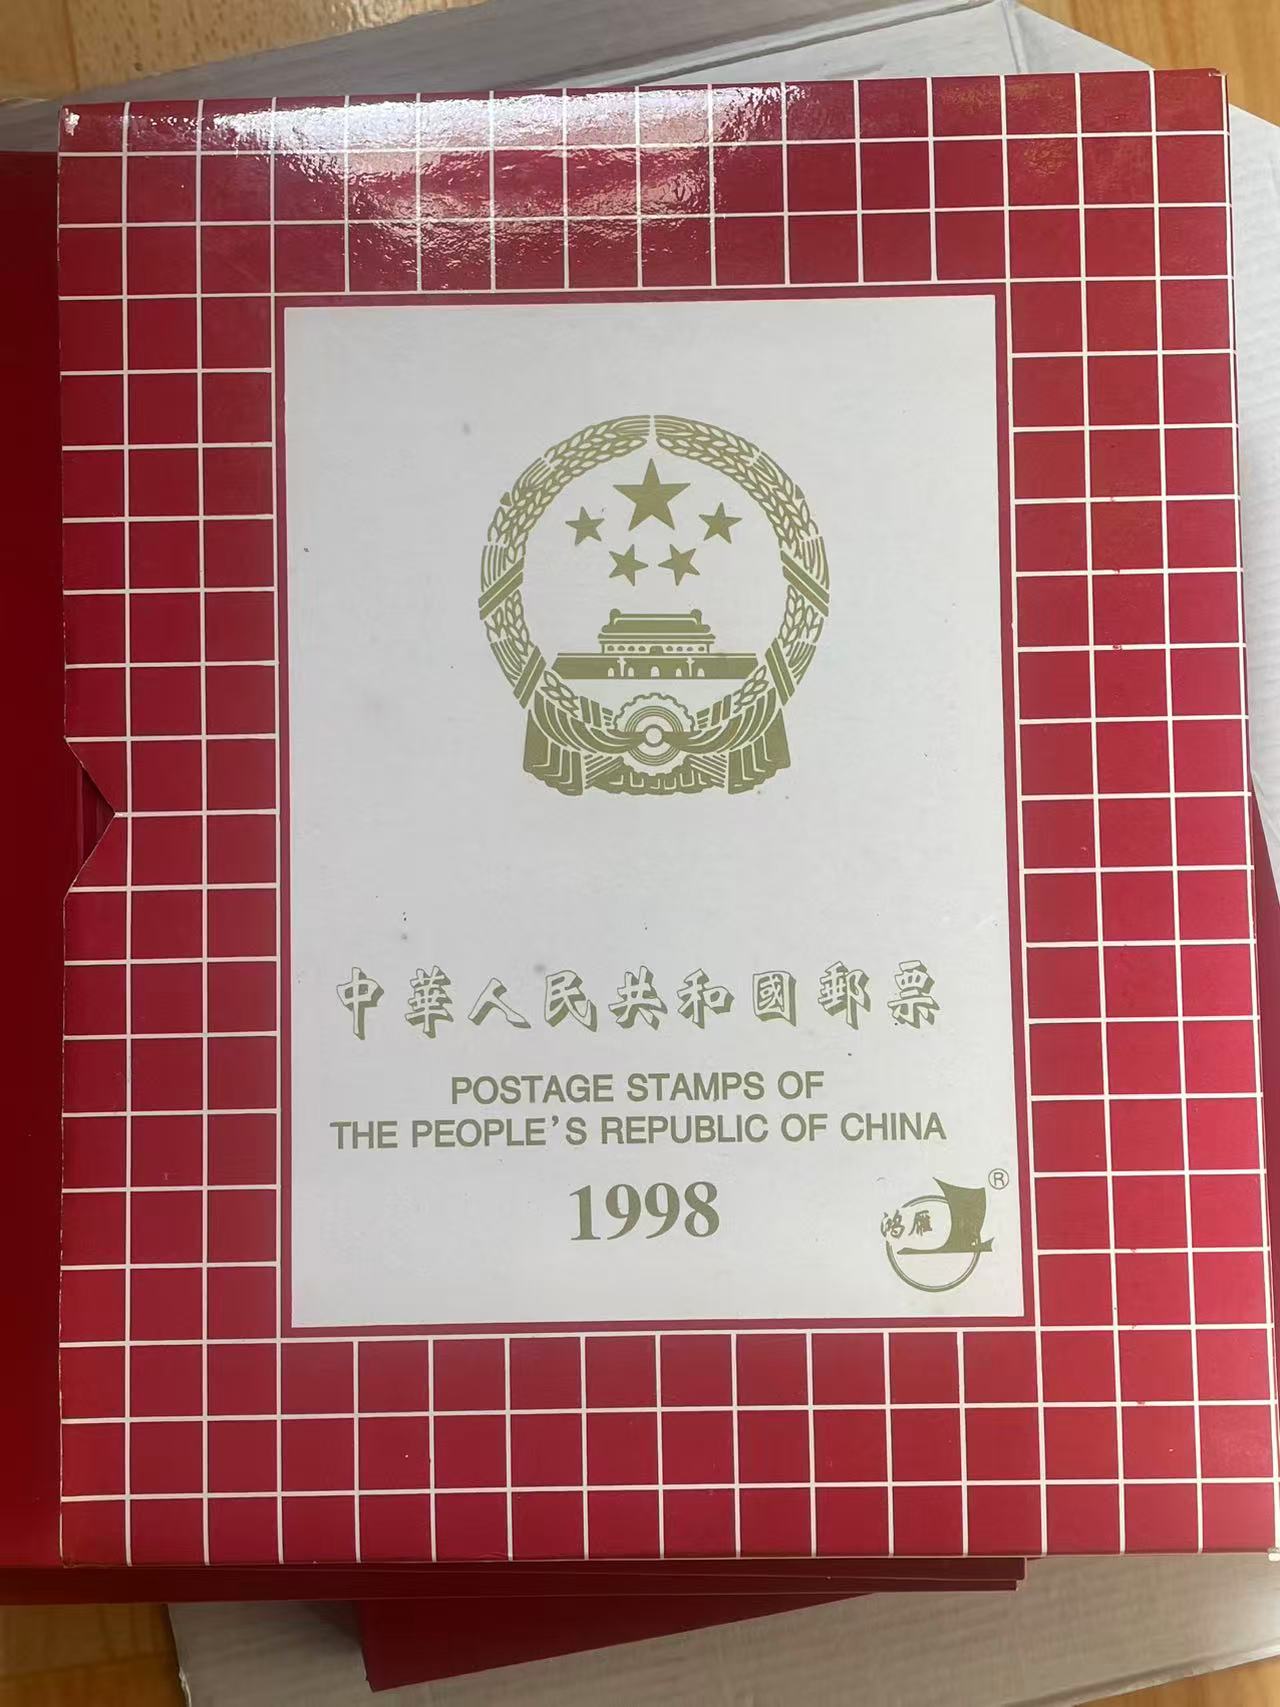 中華人民共和國郵票
POSTAGE STAMPS OF
THE PEOPLE'S REPUBLIC OF CHINA
1998
鸿雁
®